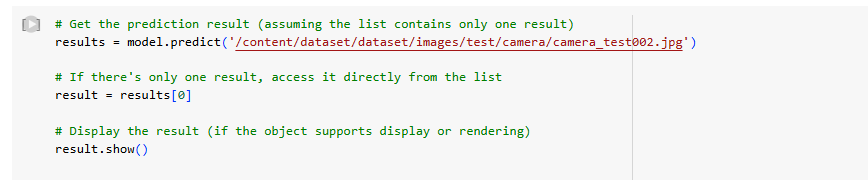 # Get the prediction result (assuming the list contains only one result)
results = model.predict('/content/dataset/dataset/images/test/camera/camera_test002.jpg')
# If there's only one result, access it directly from the list
result = results[0]
# Display the result (if the object supports display or rendering)
result.show()